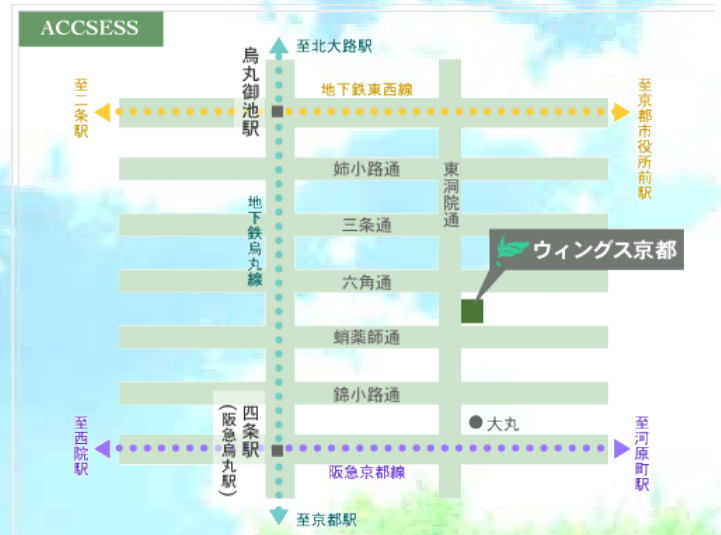 ACCSESS
至北大路駅
烏丸御池駅
地下鉄東西線
至二条駅
至京都市役所前駅
姉小路通
東洞院通
地下鉄烏丸線
三条通
ウィングス京都
六角通
蛸薬師通
錦小路通
四条駅
(阪急烏丸駅)
大丸
至西院駅
至河原町駅
阪急京都線
至京都駅